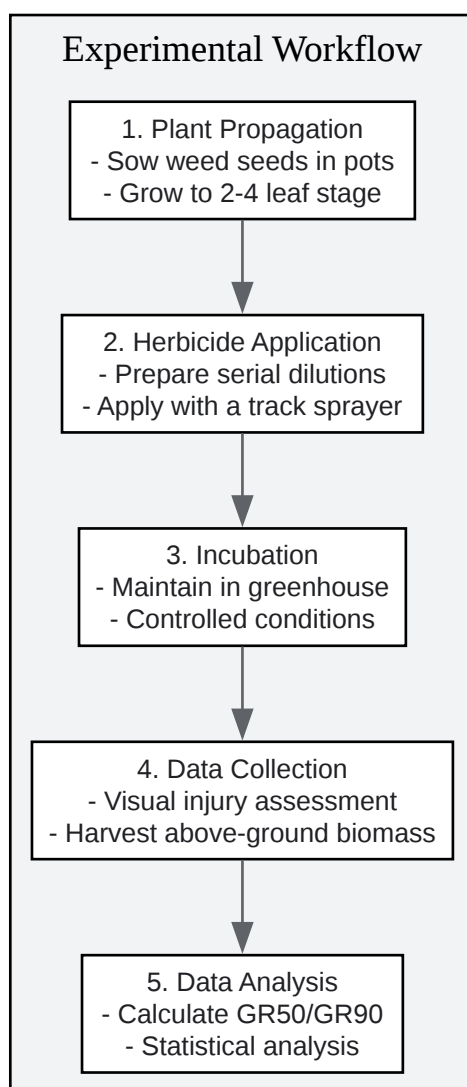 Experimental Workflow
1. Plant Propagation
- Sow weed seeds in pots
- Grow to 2-4 leaf stage
2. Herbicide Application
- Prepare serial dilutions
- Apply with a track sprayer
3. Incubation
- Maintain in greenhouse
- Controlled conditions
4. Data Collection
- Visual injury assessment
- Harvest above-ground biomass
5. Data Analysis
- Calculate GR50/GR90
- Statistical analysis